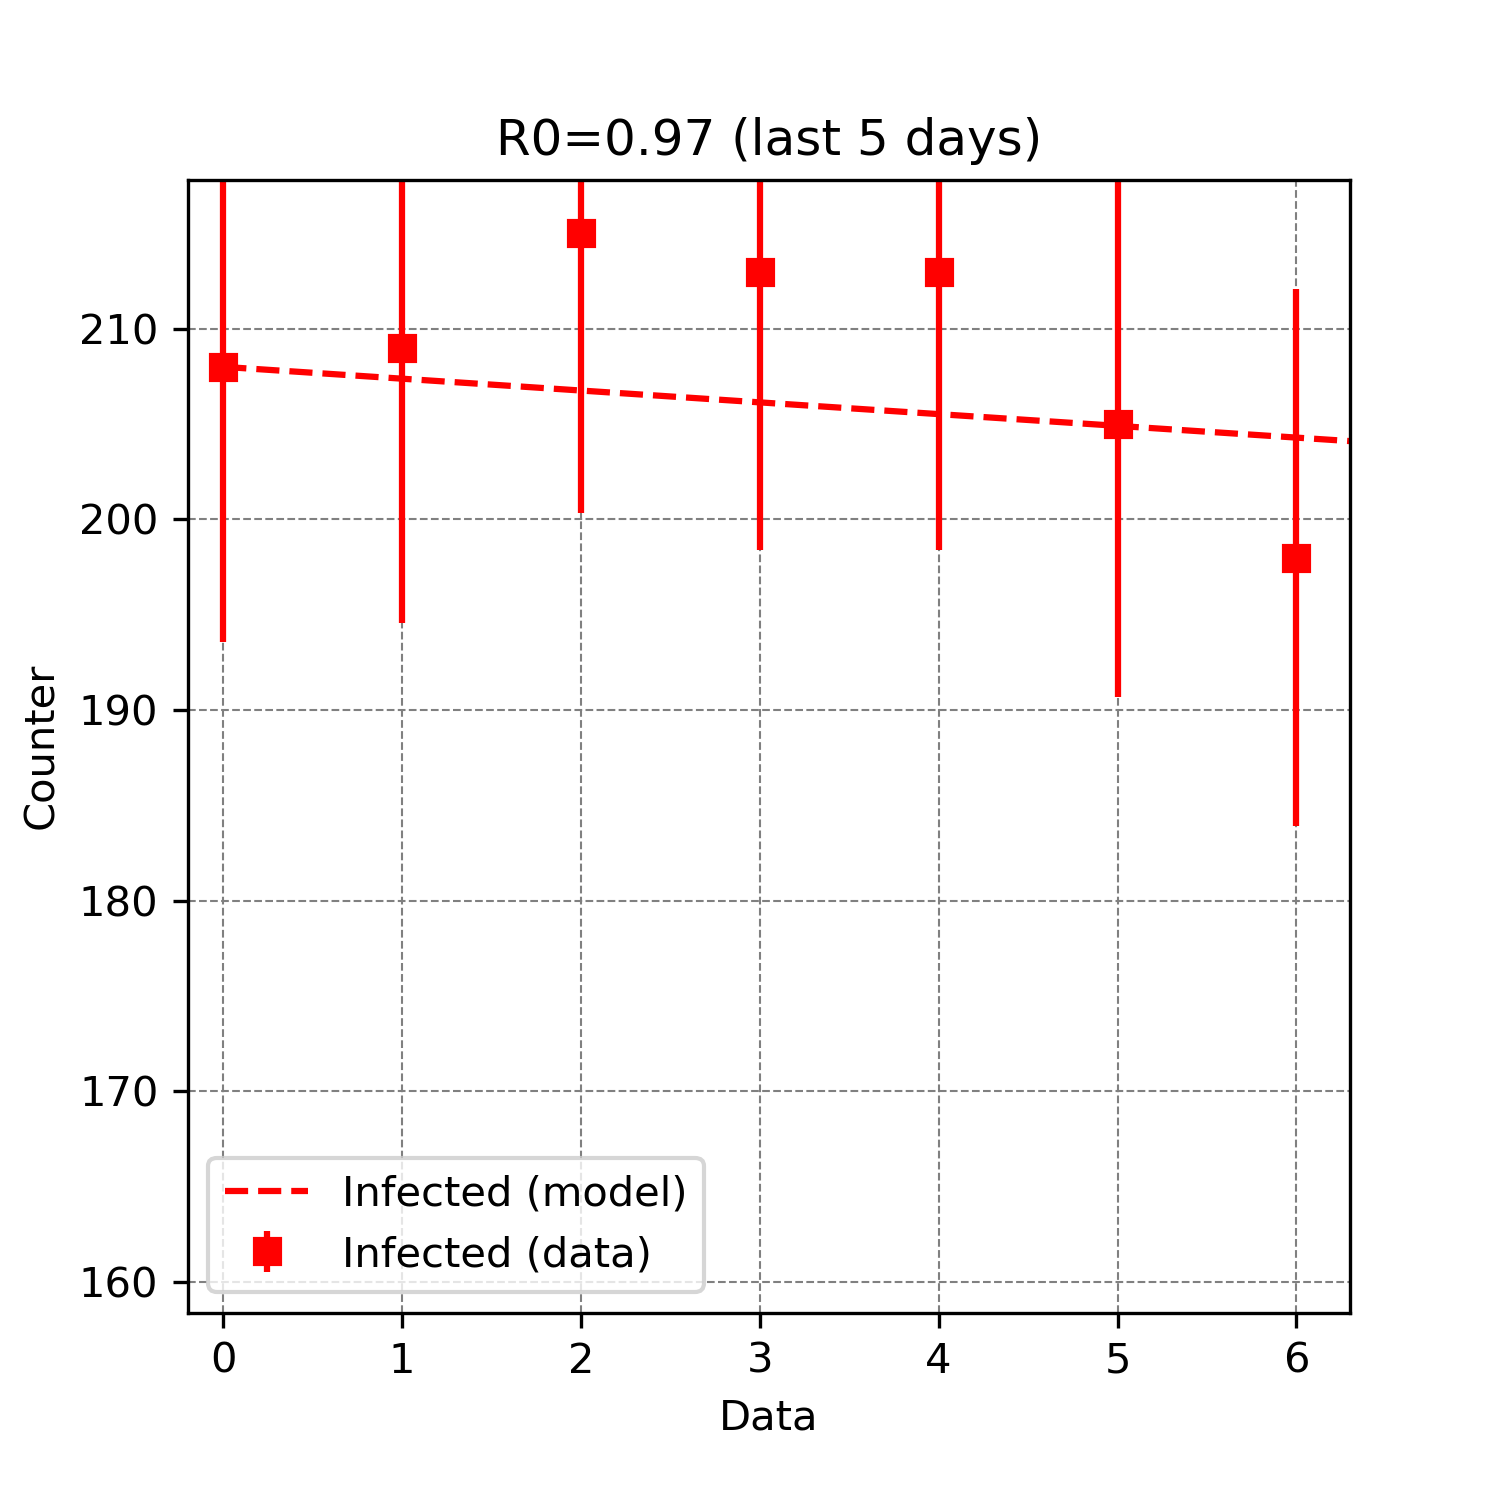 R0=0.97 (last 5 days)
210
200
190
180
170
160
Counter
Infected (model)
Infected (data)
0 1 2 3 4 5 6
Data